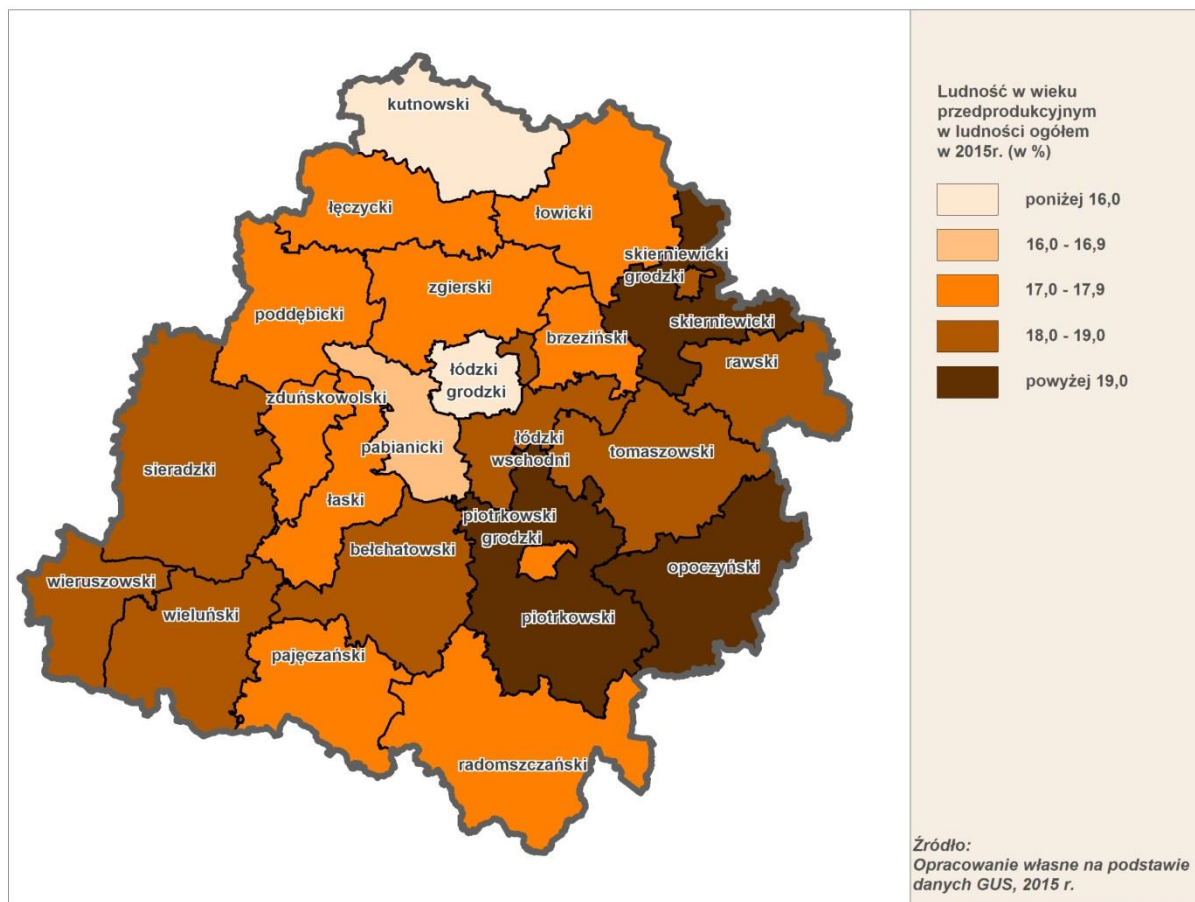 kutnowski
łęczycki
łowicki
skierniewicki
grodzki
zgierski
poddębicki
brzeziński
skierniewicki
rawski
łódzki
grodzki
zduńskowolski
pabianicki
łódzki
wschodni
tomaszowski
sieradzki
łaski
piotrkowski
grodzki
bełchatowski
opoczyński
wieruszowski
wieluński
piotrkowski
pajęczański
radomszczański
Ludność w wieku
przedprodukcyjnym
w ludności ogółem
w 2015r. (w %)
poniżej 16,0
16,0 - 16,9
17,0 - 17,9
18,0 - 19,0
powyżej 19,0
Źródło:
Opracowanie własne na podstawie
danych GUS, 2015 r.